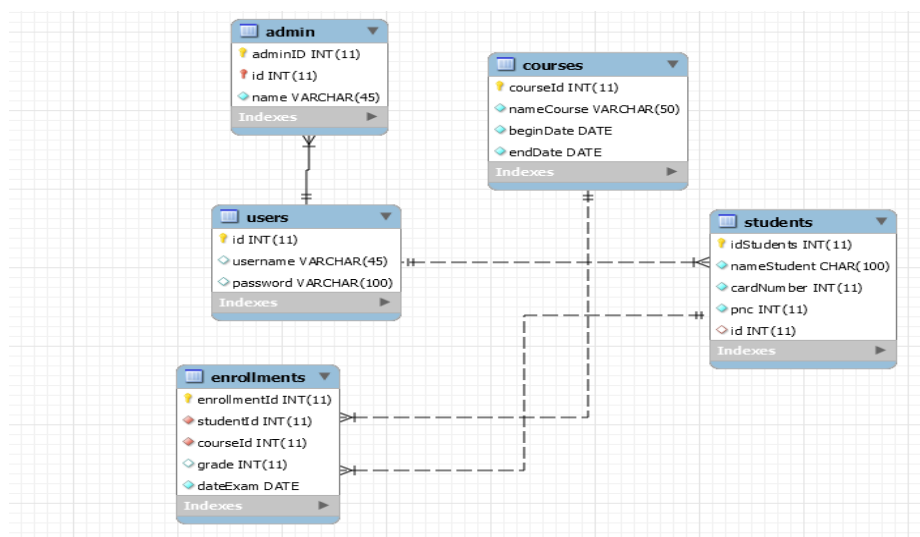 admin
adminID INT(11)
id INT(11)
name VARCHAR(45)
Indexes
courses
courseId INT(11)
nameCourse VARCHAR(50)
beginDate DATE
endDate DATE
Indexes
users
id INT(11)
username VARCHAR(45)
password VARCHAR(100)
Indexes
students
idStudents INT(11)
nameStudent CHAR(100)
cardNumber INT(11)
pnc INT(11)
id INT(11)
Indexes
enrollments
enrollmentId INT(11)
studentId INT(11)
courseId INT(11)
grade INT(11)
dateExam DATE
Indexes